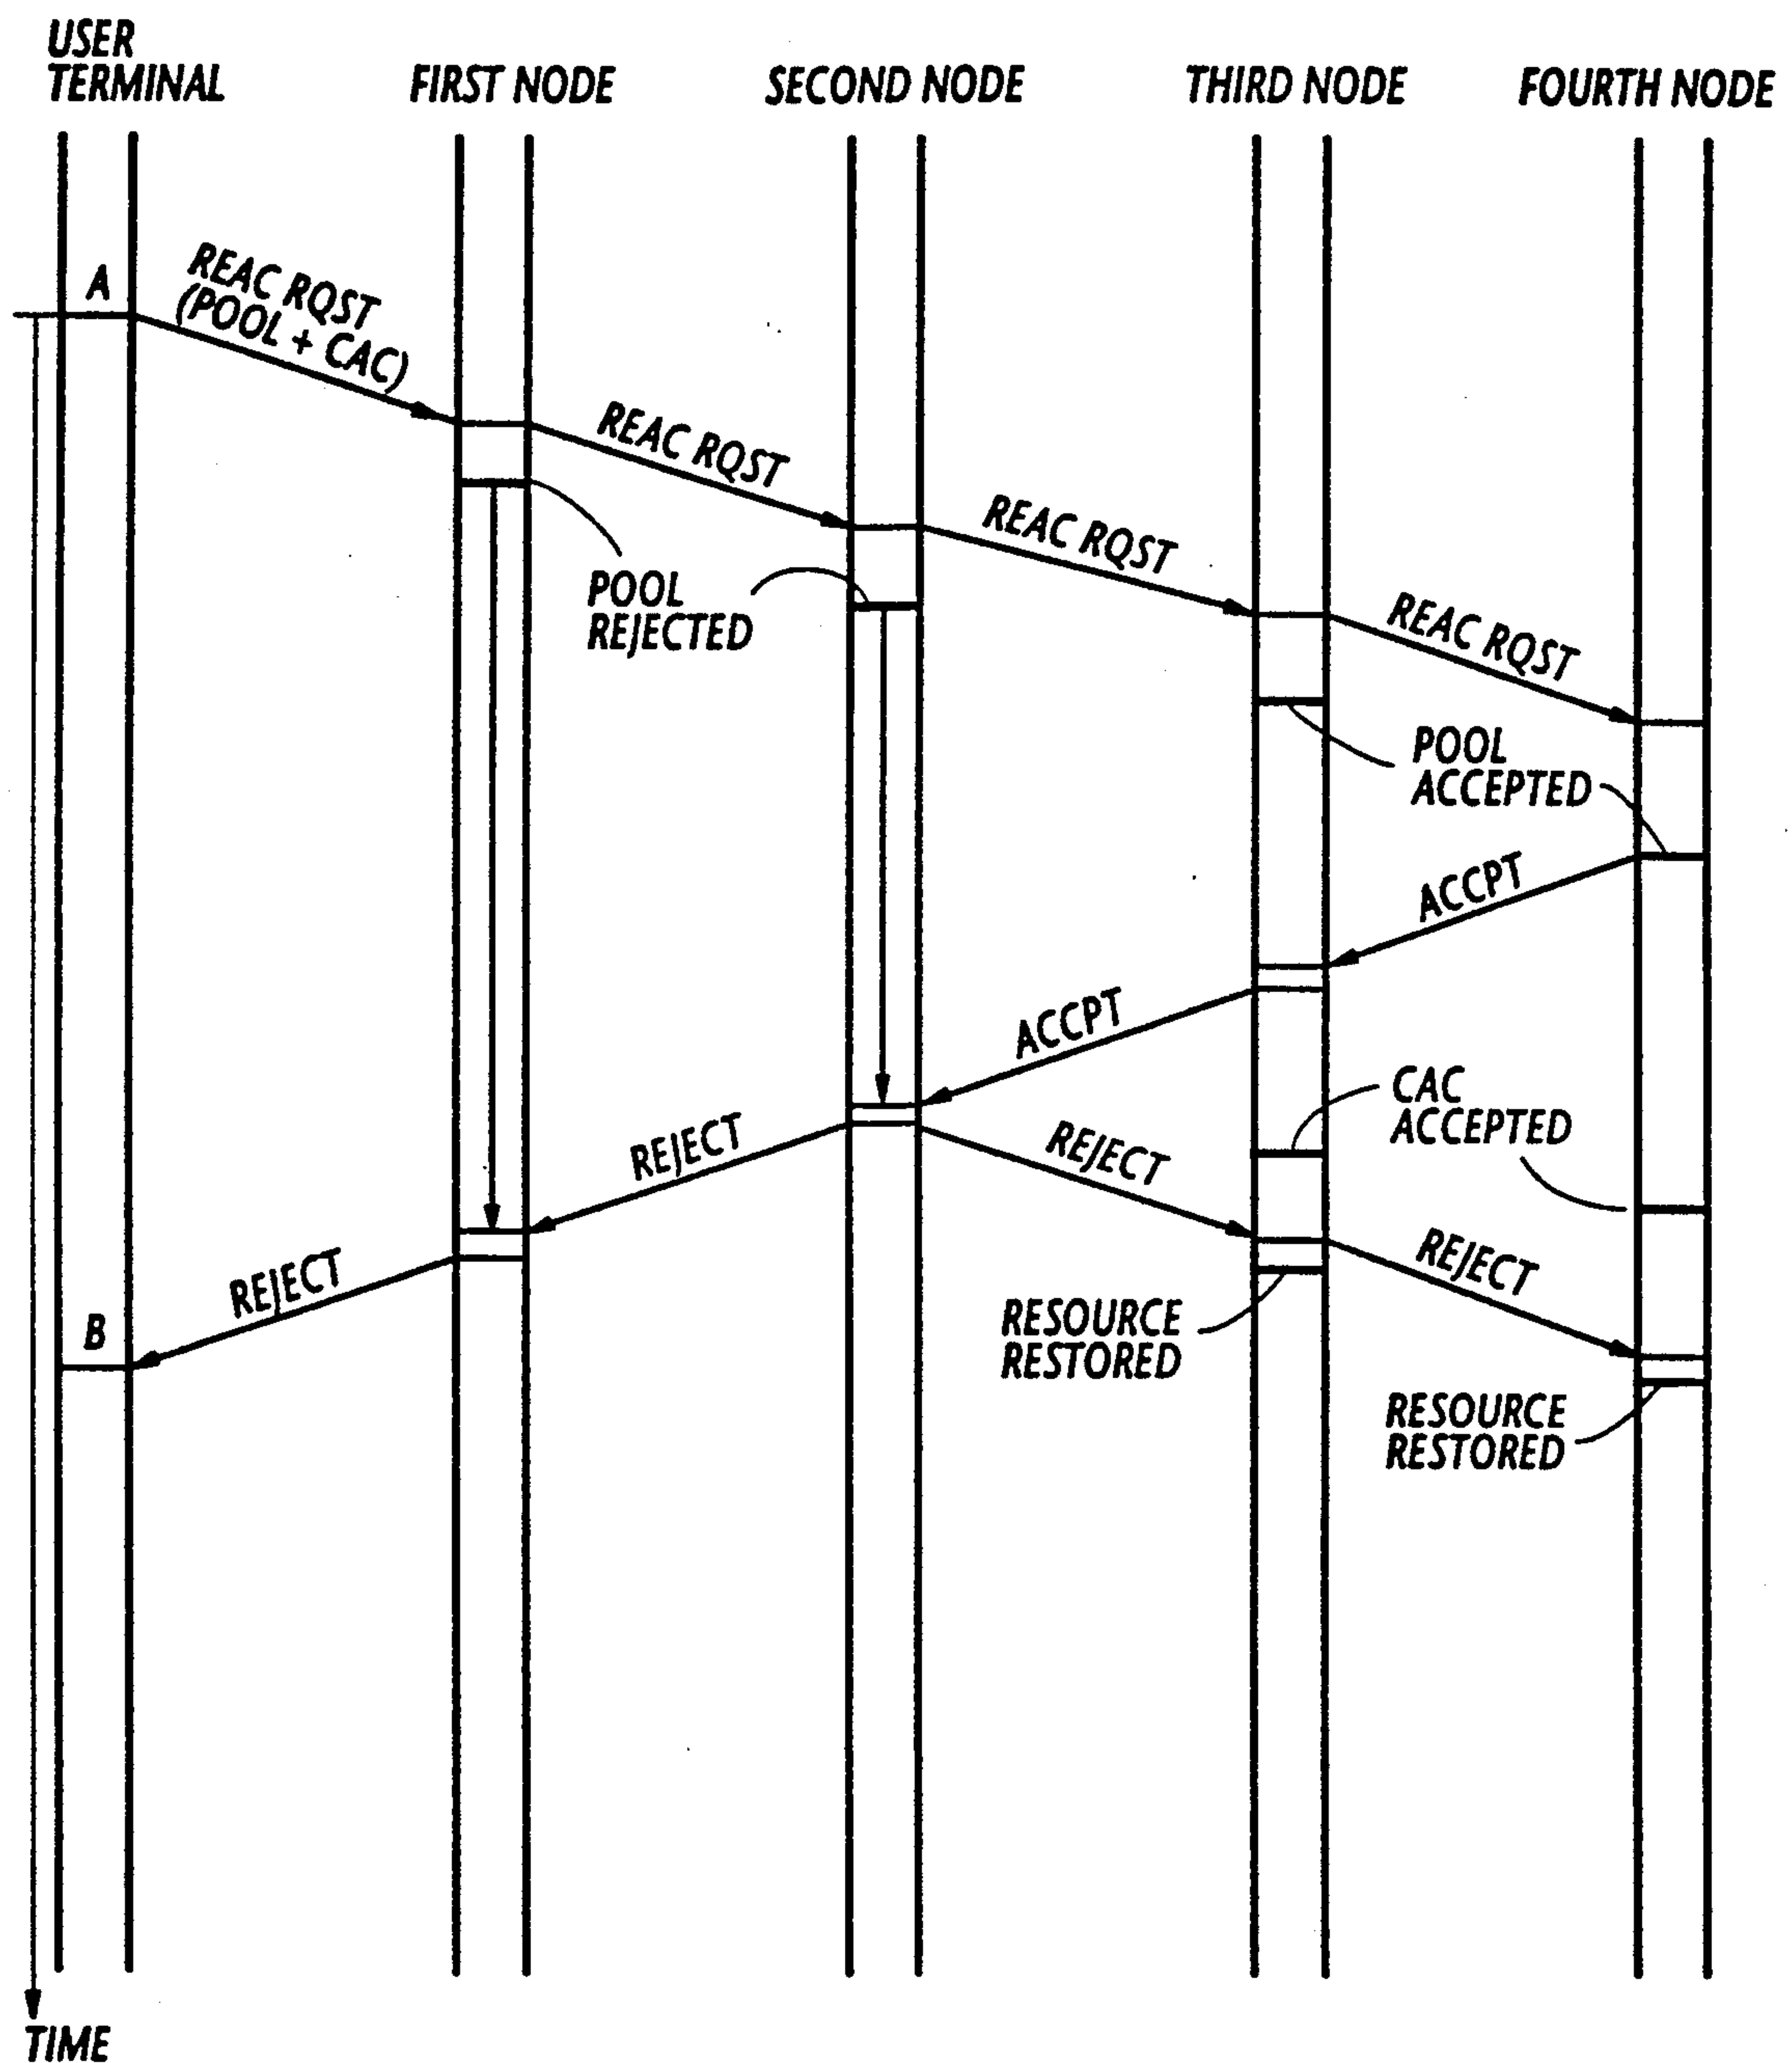 USER
TERMINAL
FIRST NODE
SECOND NODE
THIRD NODE
FOURTH NODE
A
REAC RQST
(POOL + CAC)
REAC RQST
REAC RQST
REAC RQST
POOL
REJECTED
POOL
ACCEPTED
ACCPT
ACCPT
CAC
ACCEPTED
REJECT
REJECT
REJECT
REJECT
B
RESOURCE
RESTORED
RESOURCE
RESTORED
TIME